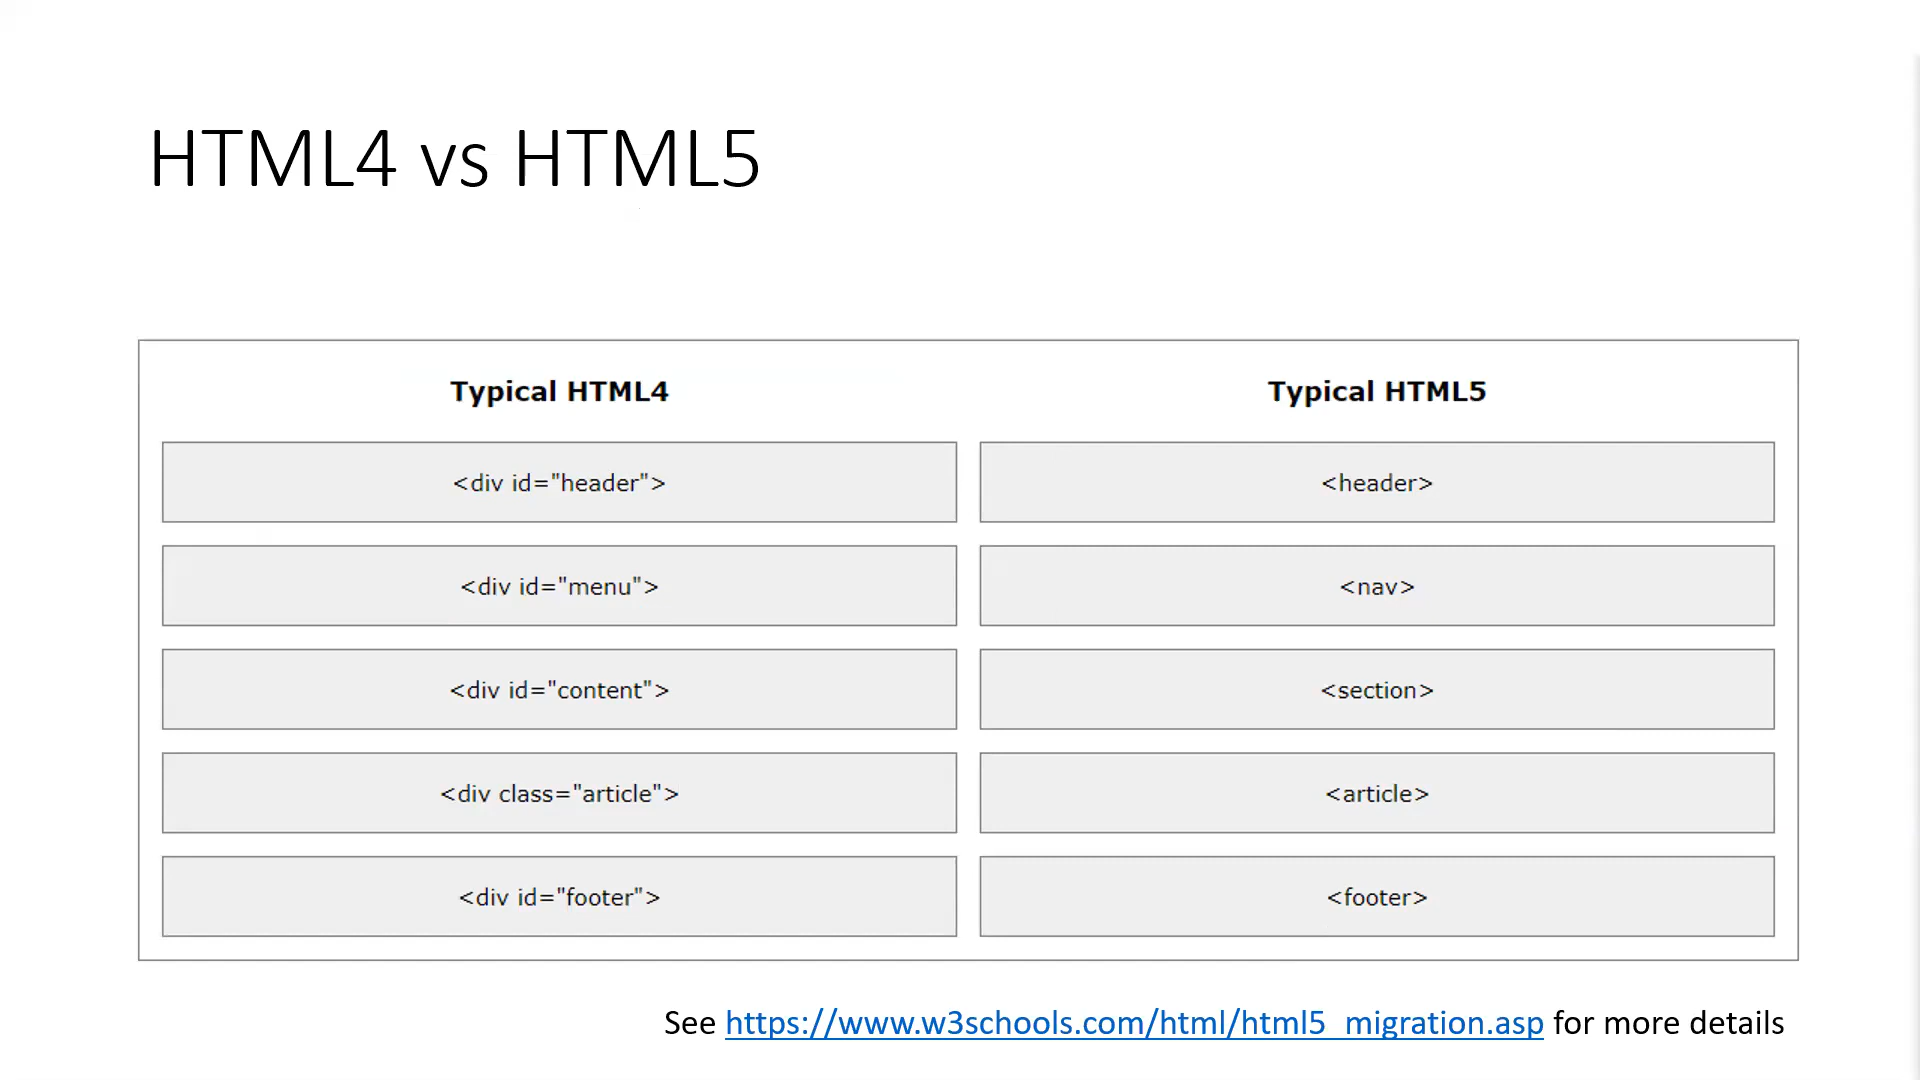 HTML4 vs HTML5
Typical HTML4 Typical HTML5
<div id="header"> <header>
<div id="menu"> <nav>
<div id="content"> <section>
<div class="article"> <article>
<div id="footer"> <footer>
See https://www.w3schools.com/html/html5_migration.asp for more details